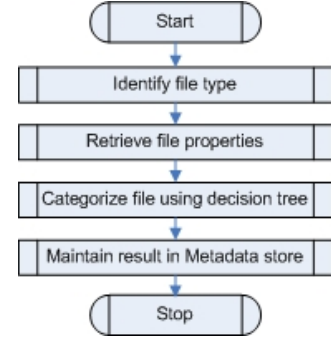 Start
Identify file type
Retrieve file properties
Categorize file using decision tree
Maintain result in Metadata store
Stop